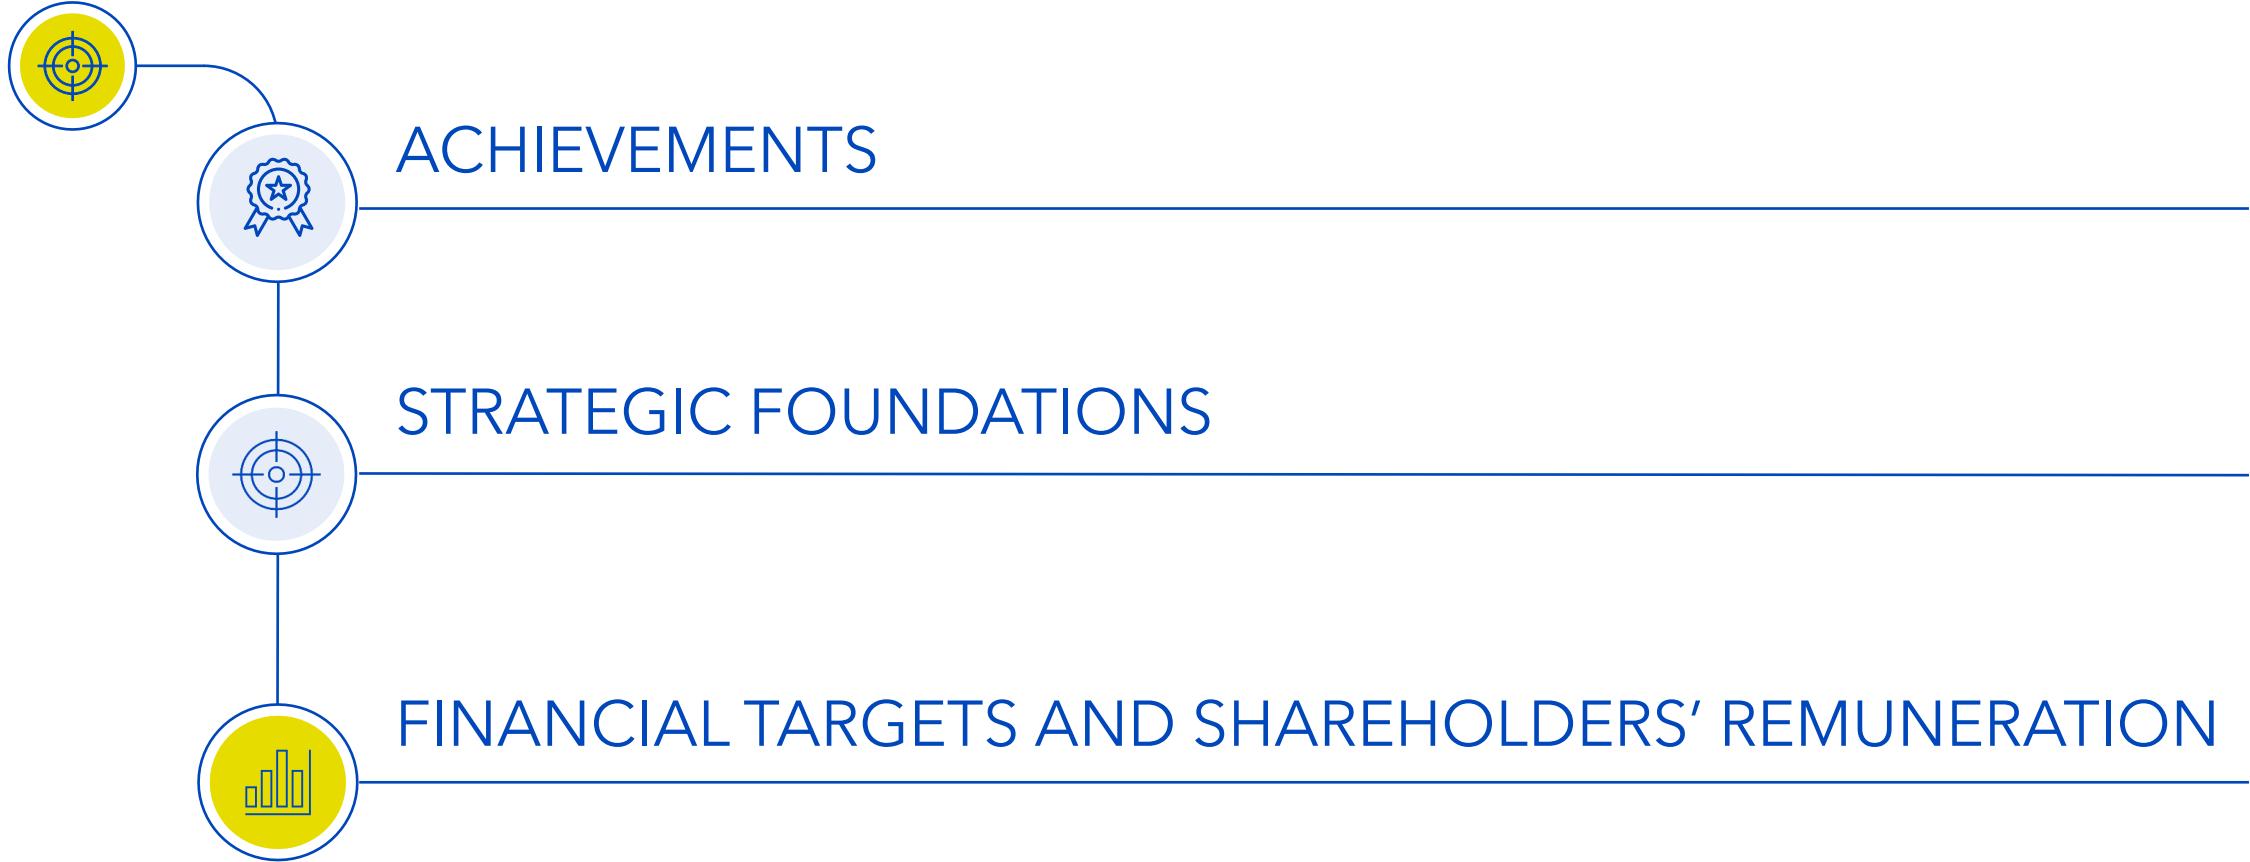 ACHIEVEMENTS
STRATEGIC FOUNDATIONS
FINANCIAL TARGETS AND SHAREHOLDERS’ REMUNERATION